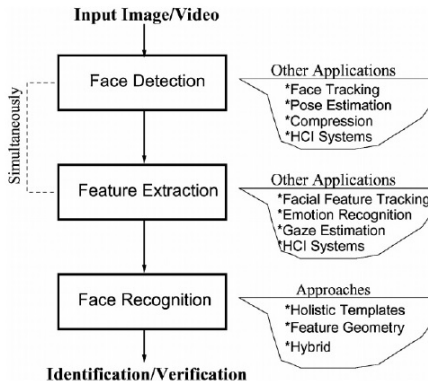 Input Image/Video
Face Detection
Other Applications
*Face Tracking
*Pose Estimation
*Compression
*HCI Systems
Simultaneously
Feature Extraction
Other Applications
*Facial Feature Tracking
*Emotion Recognition
*Gaze Estimation
*HCI Systems
Face Recognition
Approaches
*Holistic Templates
*Feature Geometry
*Hybrid
Identification/Verification